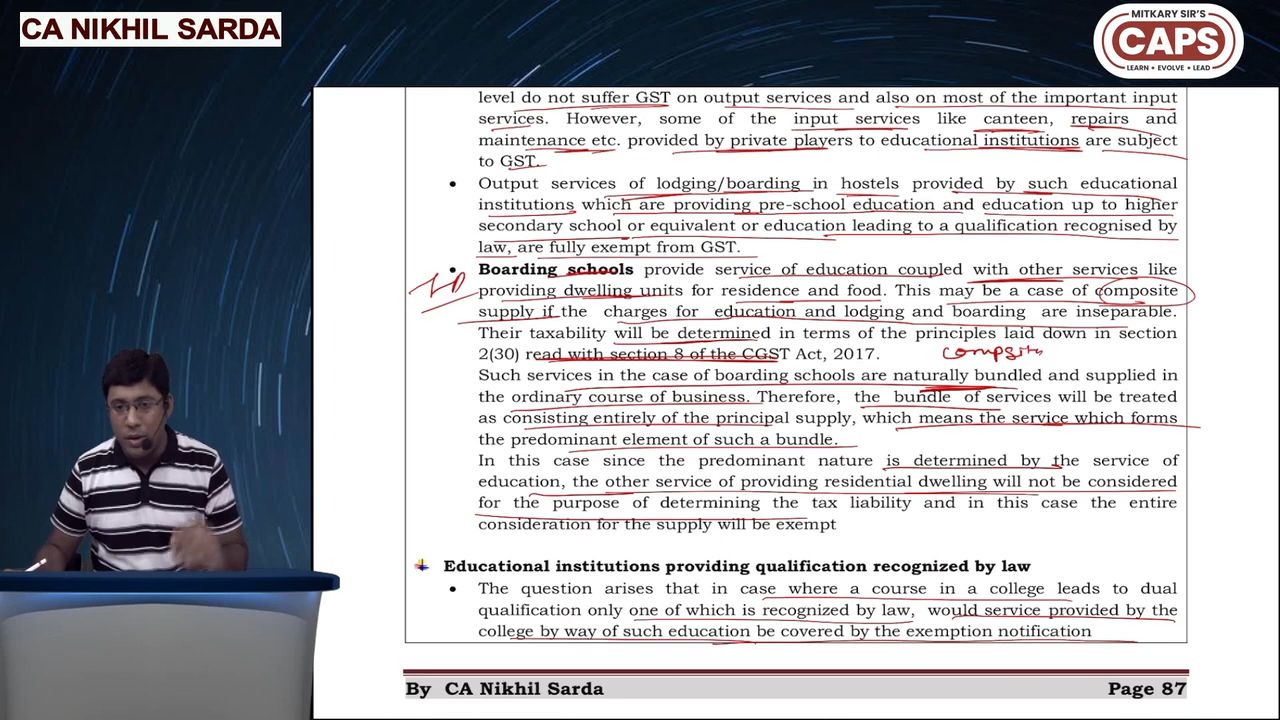 CA NIKHIL SARDA
MITKARY SIR'S
CAPS
LEARN • EVOLVE • LEAD
level do not suffer GST on output services and also on most of the important input
services. However, some of the input services like canteen, repairs and
maintenance etc. provided by private players to educational institutions are subject
to GST.
• Output services of lodging/boarding in hostels provided by such educational
institutions which are providing pre-school education and education up to higher
secondary school or equivalent or education leading to a qualification recognised by
law, are fully exempt from GST.
• Boarding schools provide service of education coupled with other services like
providing dwelling units for residence and food. This may be a case of composite
supply if the charges for education and lodging and boarding are inseparable.
Their taxability will be determined in terms of the principles laid down in section
2(30) read with section 8 of the CGST Act, 2017.
Such services in the case of boarding schools are naturally bundled and supplied in
the ordinary course of business. Therefore, the bundle of services will be treated
as consisting entirely of the principal supply, which means the service which forms
the predominant element of such a bundle.
In this case since the predominant nature is determined by the service of
education, the other service of providing residential dwelling will not be considered
for the purpose of determining the tax liability and in this case the entire
consideration for the supply will be exempt
Educational institutions providing qualification recognized by law
• The question arises that in case where a course in a college leads to dual
qualification only one of which is recognized by law, would service provided by the
college by way of such education be covered by the exemption notification
By CA Nikhil Sarda
Page 87